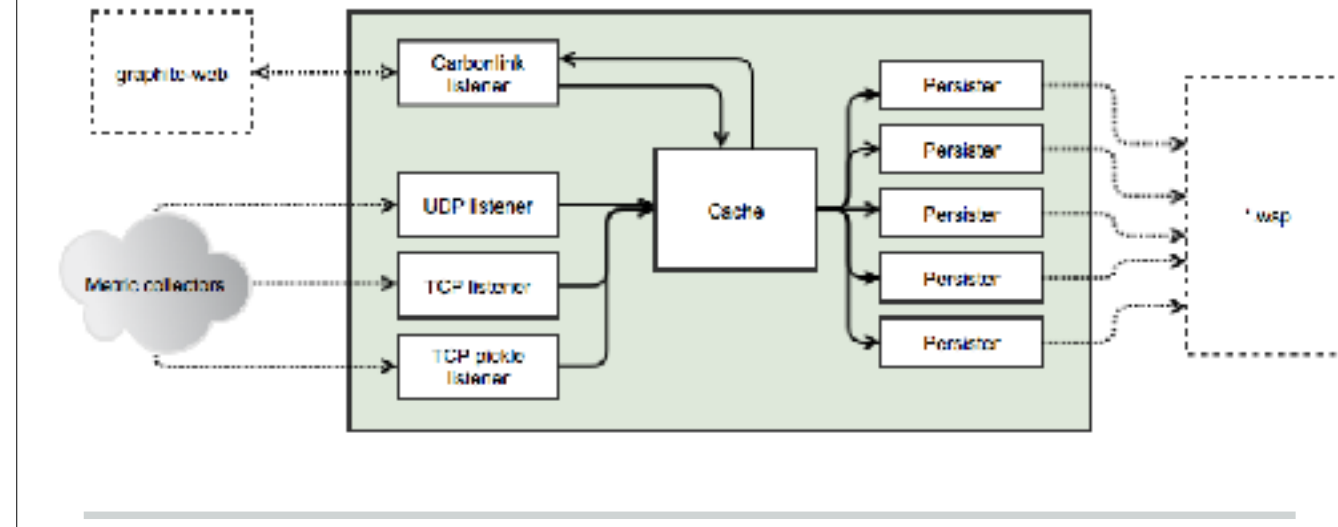 graphite-web
Carbonlink
listener
Persister
Persister
UDP listener
Cache
Persister
*.wsp
Metric collectors
TCP listener
Persister
TCP pickle
listener
Persister